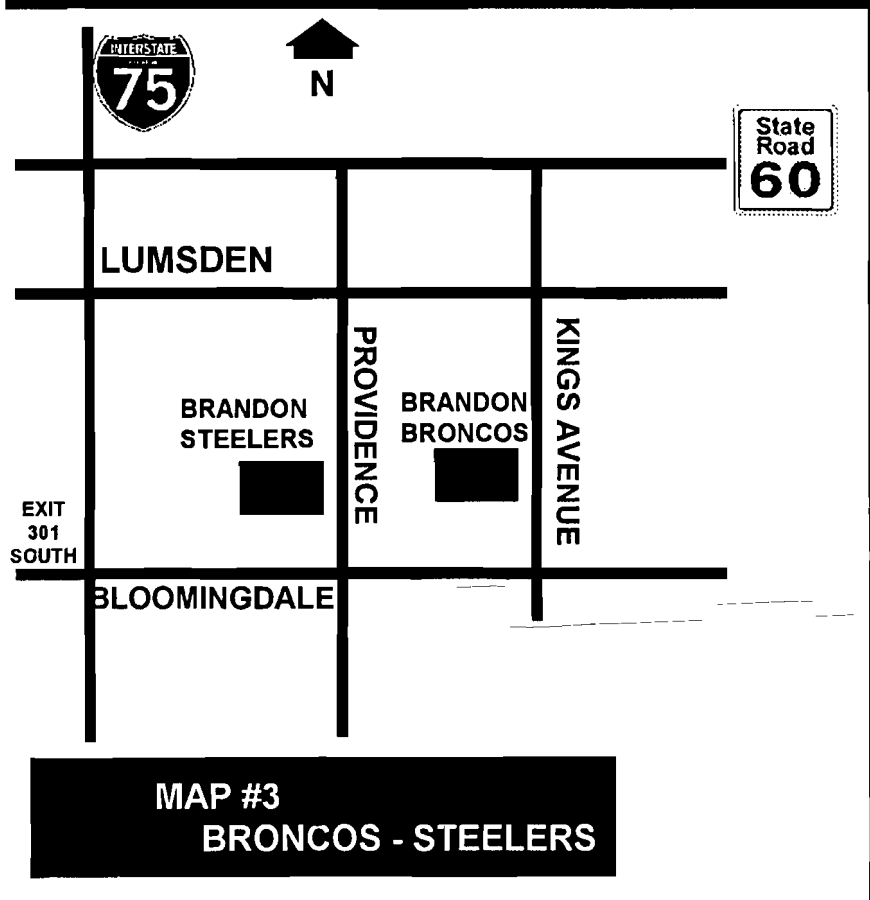 INTERSTATE
75
N
State
Road
60
LUMSDEN
PROVIDENCE
KINGS AVENUE
BRANDON
STEELERS
BRANDON
BRONCOS
EXIT
301
SOUTH
BLOOMINGDALE
MAP #3
BRONCOS - STEELERS